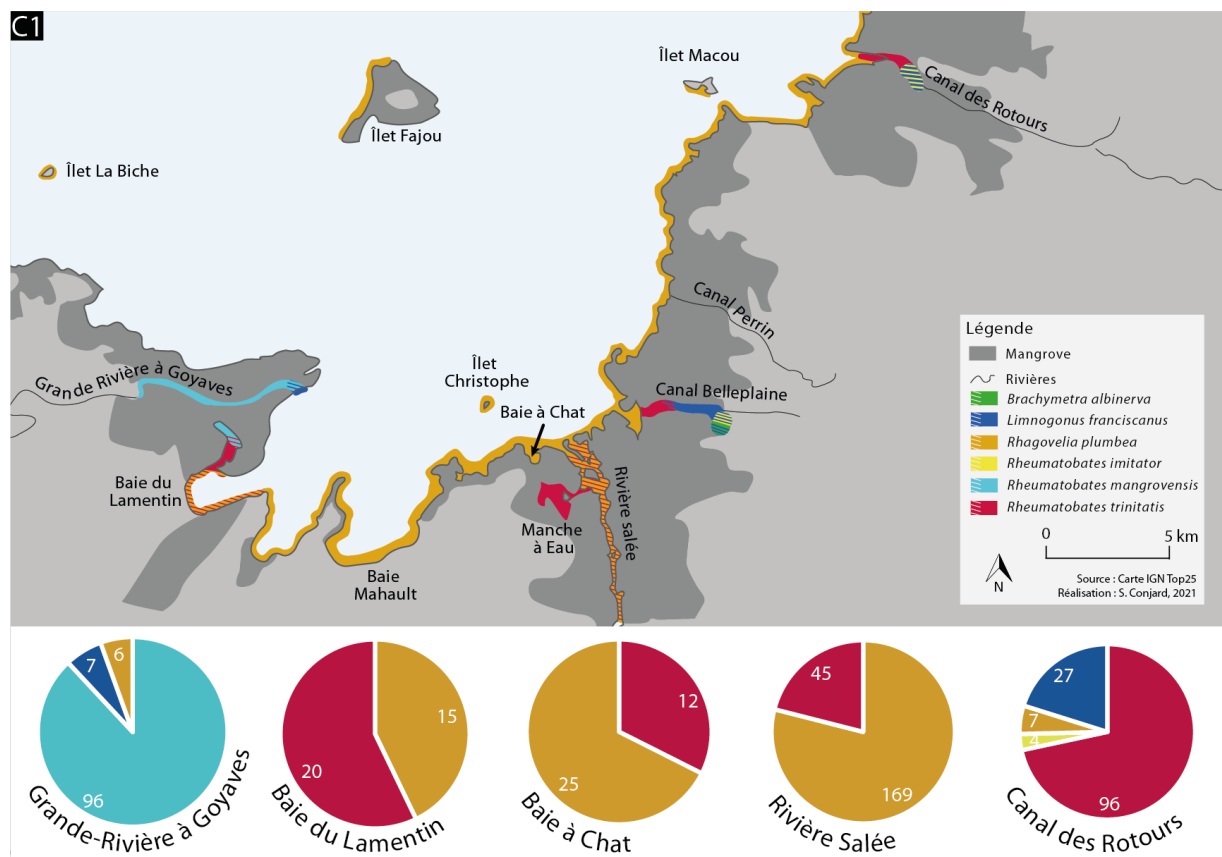 C1
Îlet Macou
Canal des Rotours
Îlet Fajou
Îlet La Biche
Canal Perrin
Grande Rivière à Goyaves
Îlet
Christophe
Baie à Chat
Canal Belleplaine
Baie du
Lamentin
Rivière salée
Manche
à Eau
Baie
Mahault
Légende
Mangrove
Rivières
Brachymetra albinerva
Limnogonus franciscanus
Rhagovelia plumbea
Rheumatobates imitator
Rheumatobates mangrovensis
Rheumatobates trinitatis
0 5 km
N
Source : Carte IGN Top25
Réalisation : S. Conjard, 2021
7 6
96
Grande-Rivière à Goyaves
15
20
Baie du Lamentin
12
25
Baie à Chat
45
169
Rivière Salée
27
7
4
96
Canal des Rotours